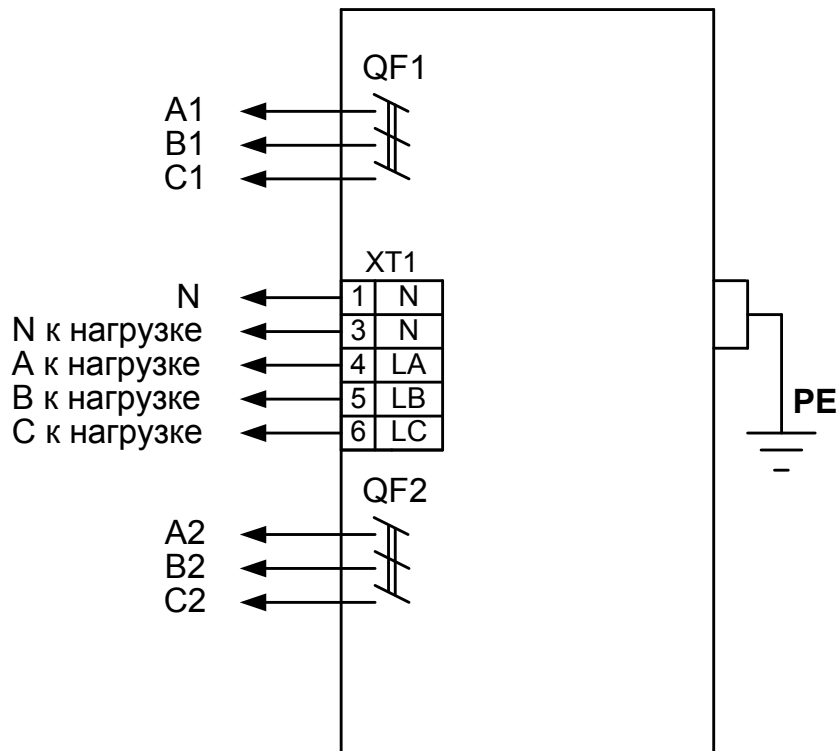 QF1
A1
B1
C1
XT1
N 1 N
N к нагрузке 3 N
A к нагрузке 4 LA
B к нагрузке 5 LB
C к нагрузке 6 LC
PE
QF2
A2
B2
C2